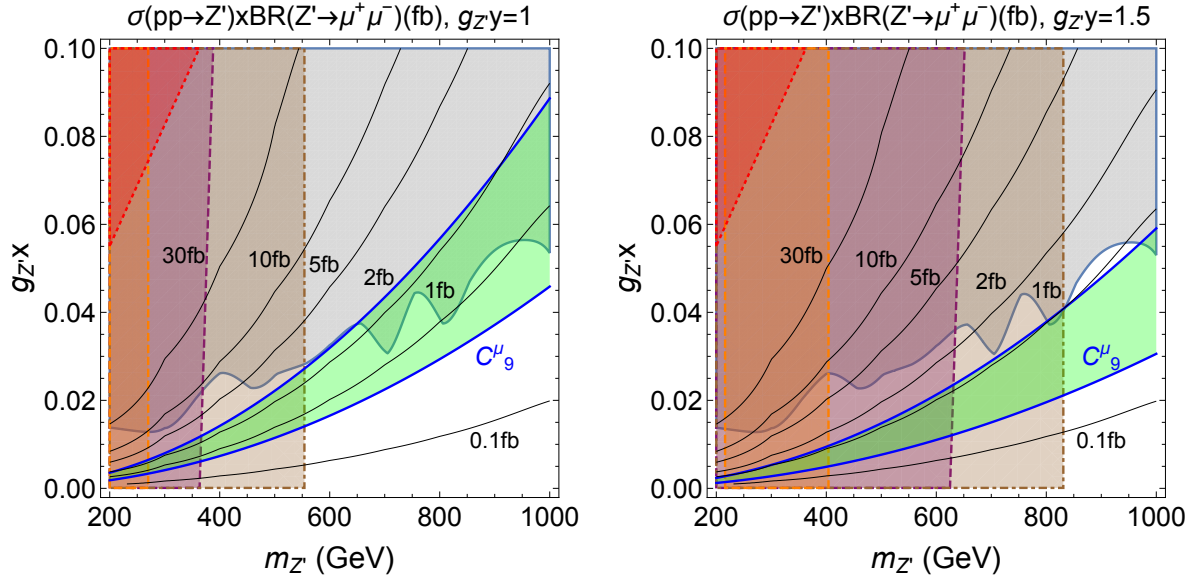 σ(pp→Z')xBR(Z'→μ⁺μ⁻)(fb), g_Z'y=1
0.10
0.08
0.06
0.04
0.02
0.00
g_Z'x
30fb
10fb
5fb
2fb
1fb
C^μ_9
0.1fb
200
400
600
800
1000
m_Z' (GeV)
σ(pp→Z')xBR(Z'→μ⁺μ⁻)(fb), g_Z'y=1.5
0.10
0.08
0.06
0.04
0.02
0.00
g_Z'x
30fb
10fb
5fb
2fb
1fb
C^μ_9
0.1fb
200
400
600
800
1000
m_Z' (GeV)